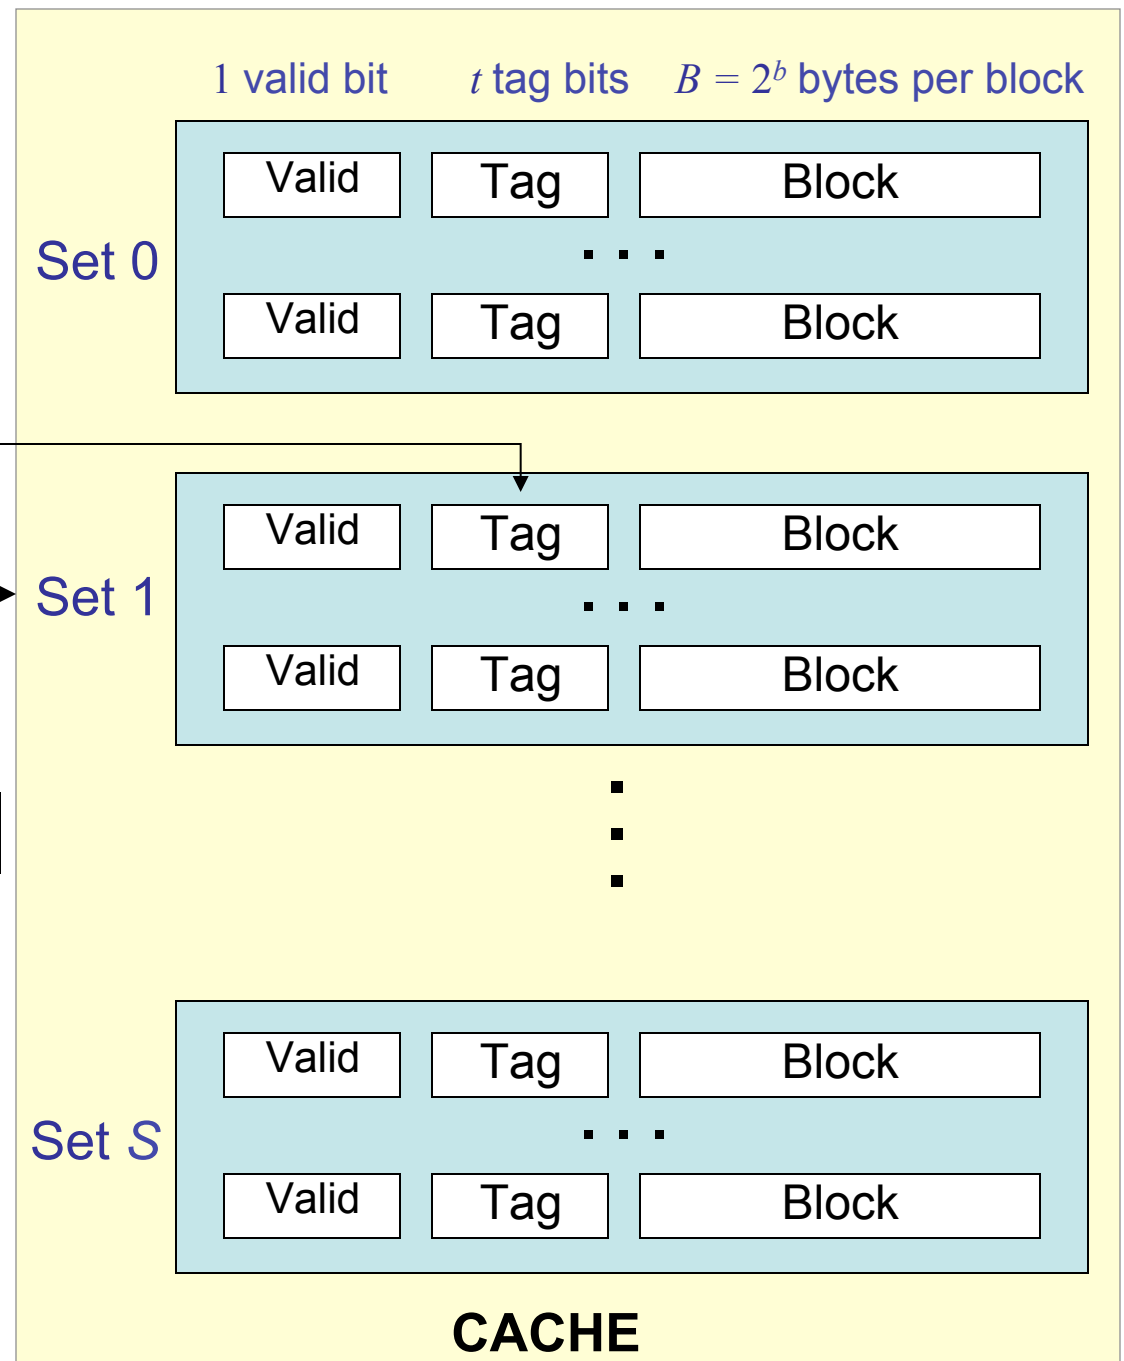 1 valid bit t tag bits B = 2^b bytes per block
Valid Tag Block
Set 0
. . .
Valid Tag Block
Valid Tag Block
Set 1
. . .
Valid Tag Block
.
.
.
Valid Tag Block
Set S
. . .
Valid Tag Block
CACHE